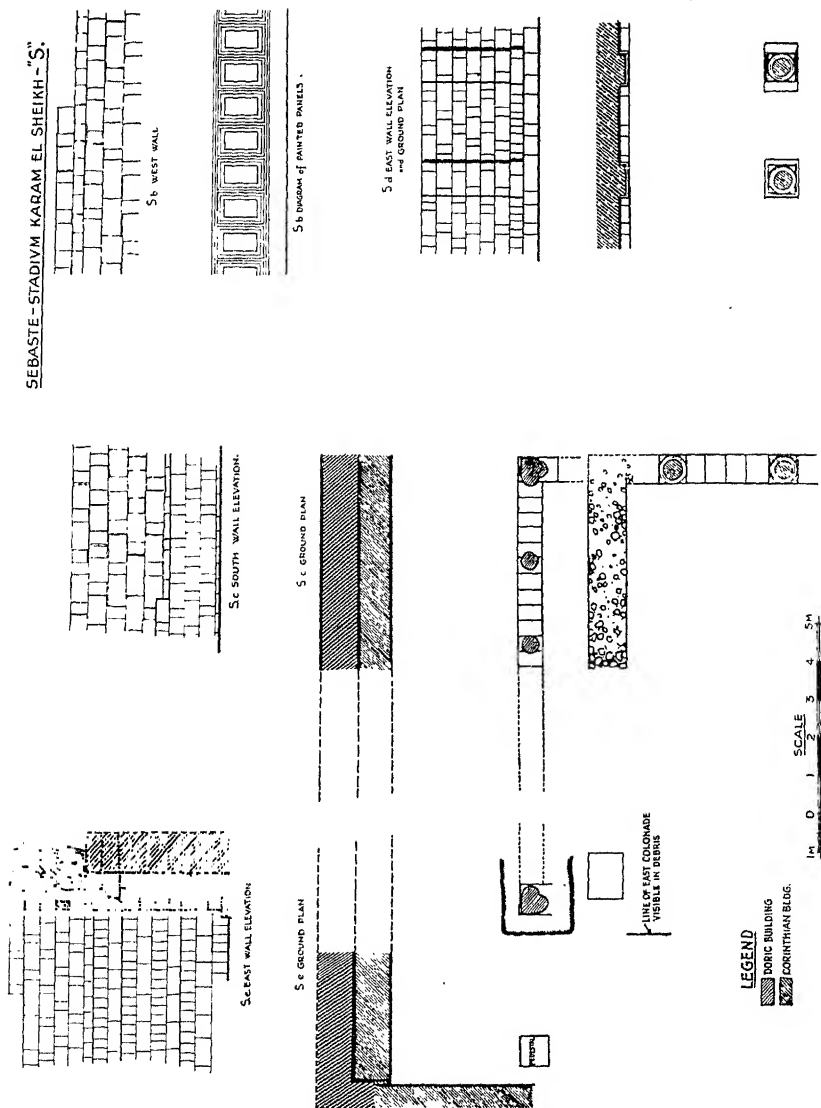 SEBASTE-STADIVM KARAM EL SHEIKH-"S".
Sb WEST WALL
Sb DIAGRAM of PAINTED PANELS.
Sd EAST WALL ELEVATION
and GROUND PLAN
Sc SOUTH WALL ELEVATION.
Sc GROUND PLAN
Se EAST WALL ELEVATION
Se GROUND PLAN
LINE OF EAST COLONADE
VISIBLE IN DEBRIS
LEGEND
DORIC BUILDING
CORINTHIAN BLDG.
SCALE
1M 0 1 2 3 4 5M